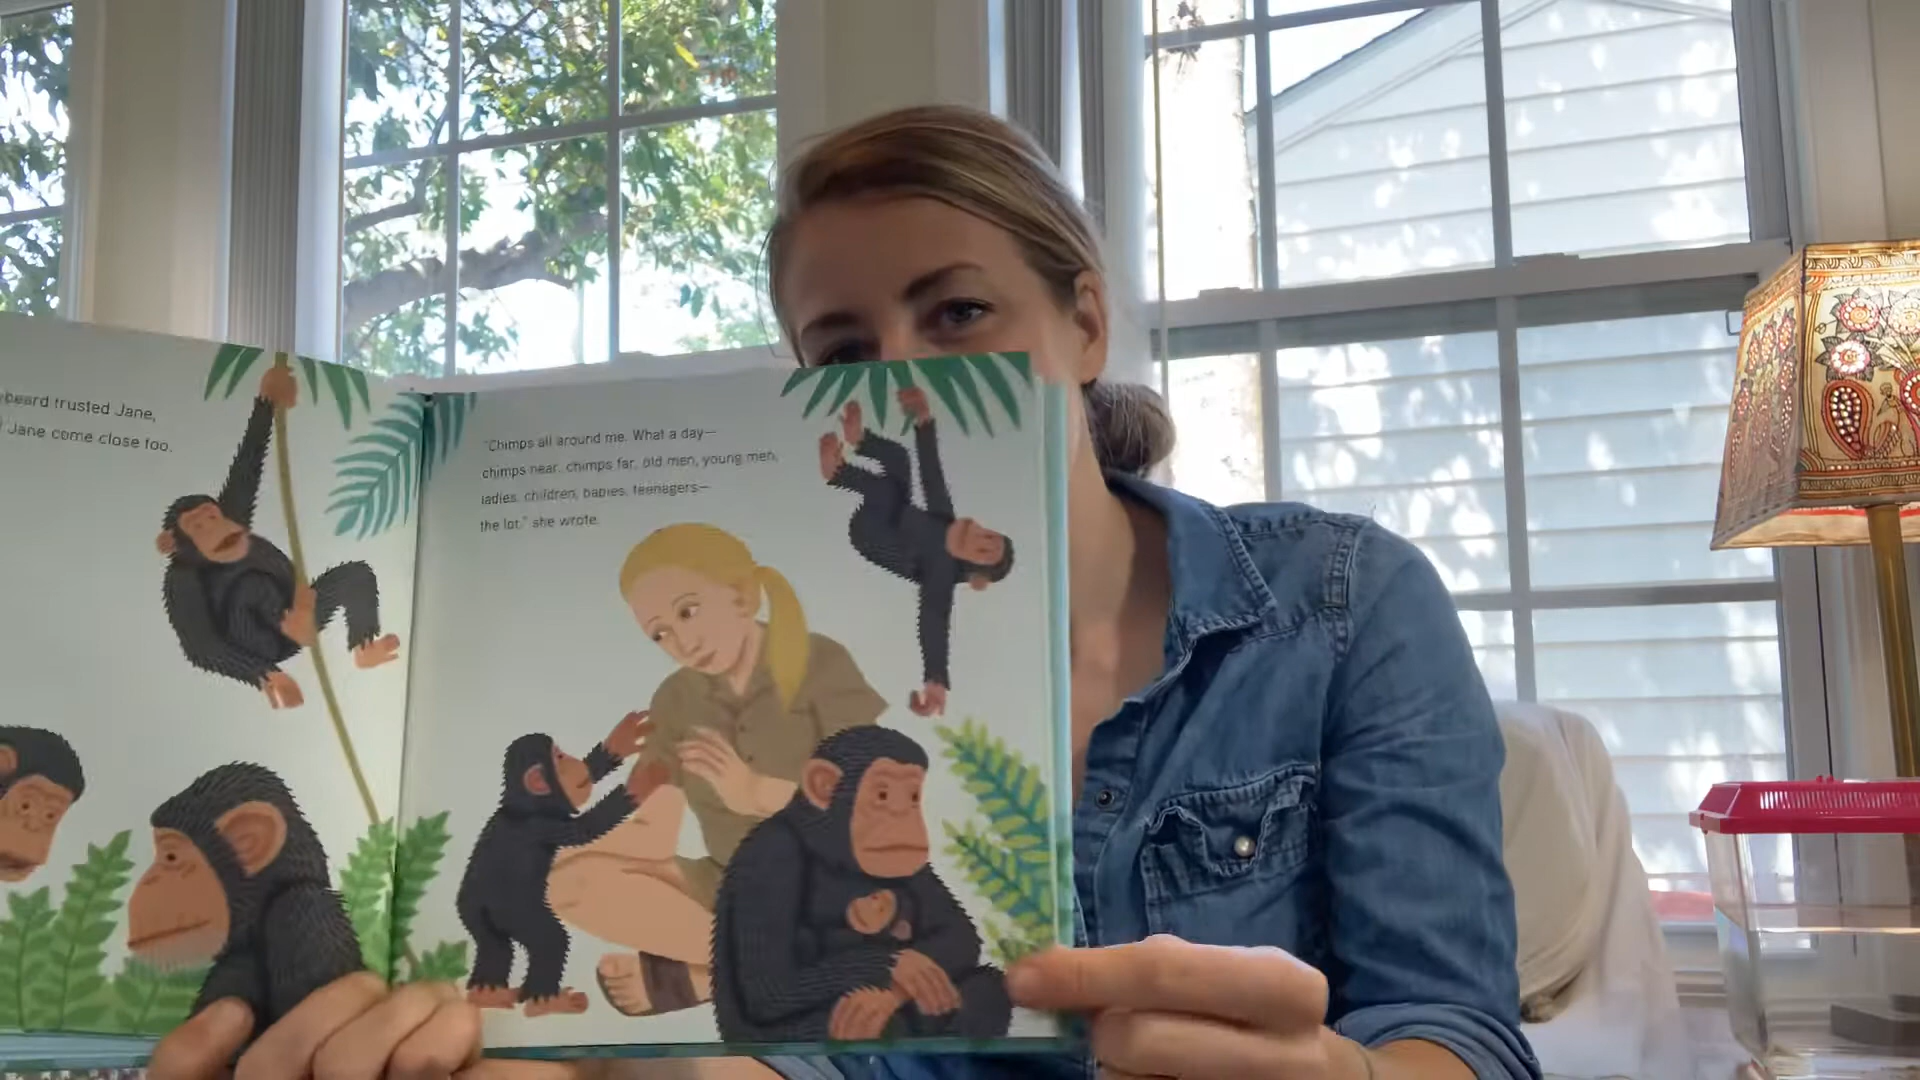 beard trusted Jane,
Jane come close too.
"Chimps all around me. What a day—
chimps near, chimps far, old men, young men,
ladies, children, babies, teenagers—
the lot," she wrote.